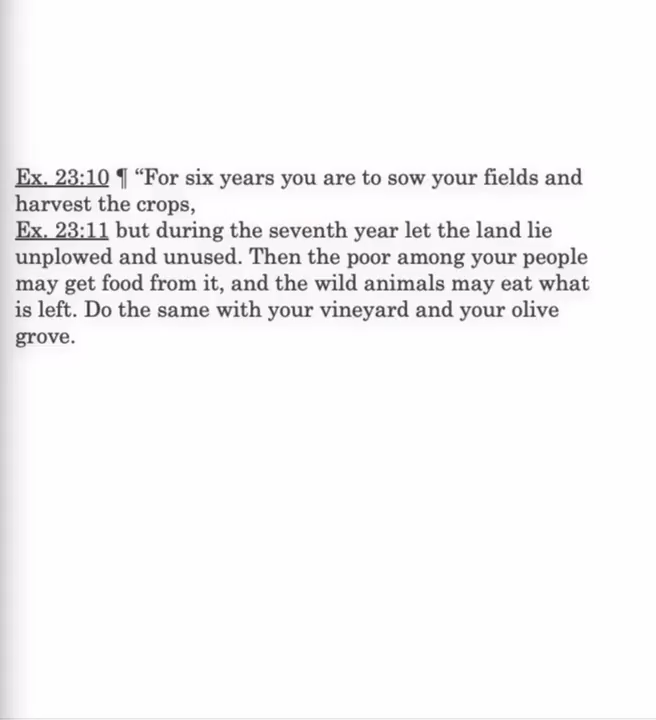 Ex. 23:10 ¶ “For six years you are to sow your fields and
harvest the crops,
Ex. 23:11 but during the seventh year let the land lie
unplowed and unused. Then the poor among your people
may get food from it, and the wild animals may eat what
is left. Do the same with your vineyard and your olive
grove.